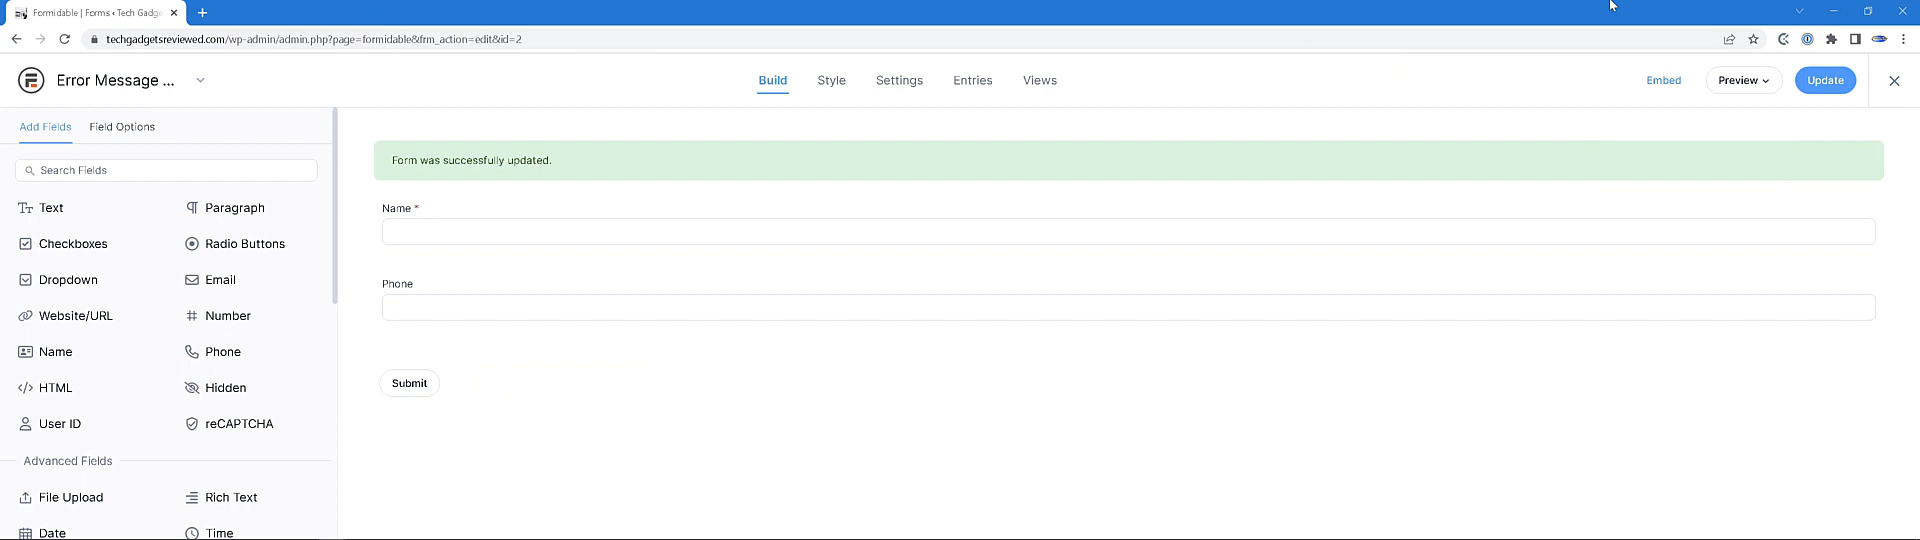 Formidable | Forms ‹ Tech Gadge
techgadgetsreviewed.com/wp-admin/admin.php?page=formidable&frm_action=edit&id=2
Error Message ...
Build
Style
Settings
Entries
Views
Embed
Preview
Update
Add Fields
Field Options
Search Fields
Text
Paragraph
Checkboxes
Radio Buttons
Dropdown
Email
Website/URL
Number
Name
Phone
HTML
Hidden
User ID
reCAPTCHA
Advanced Fields
File Upload
Rich Text
Date
Time
Form was successfully updated.
Name *
Phone
Submit